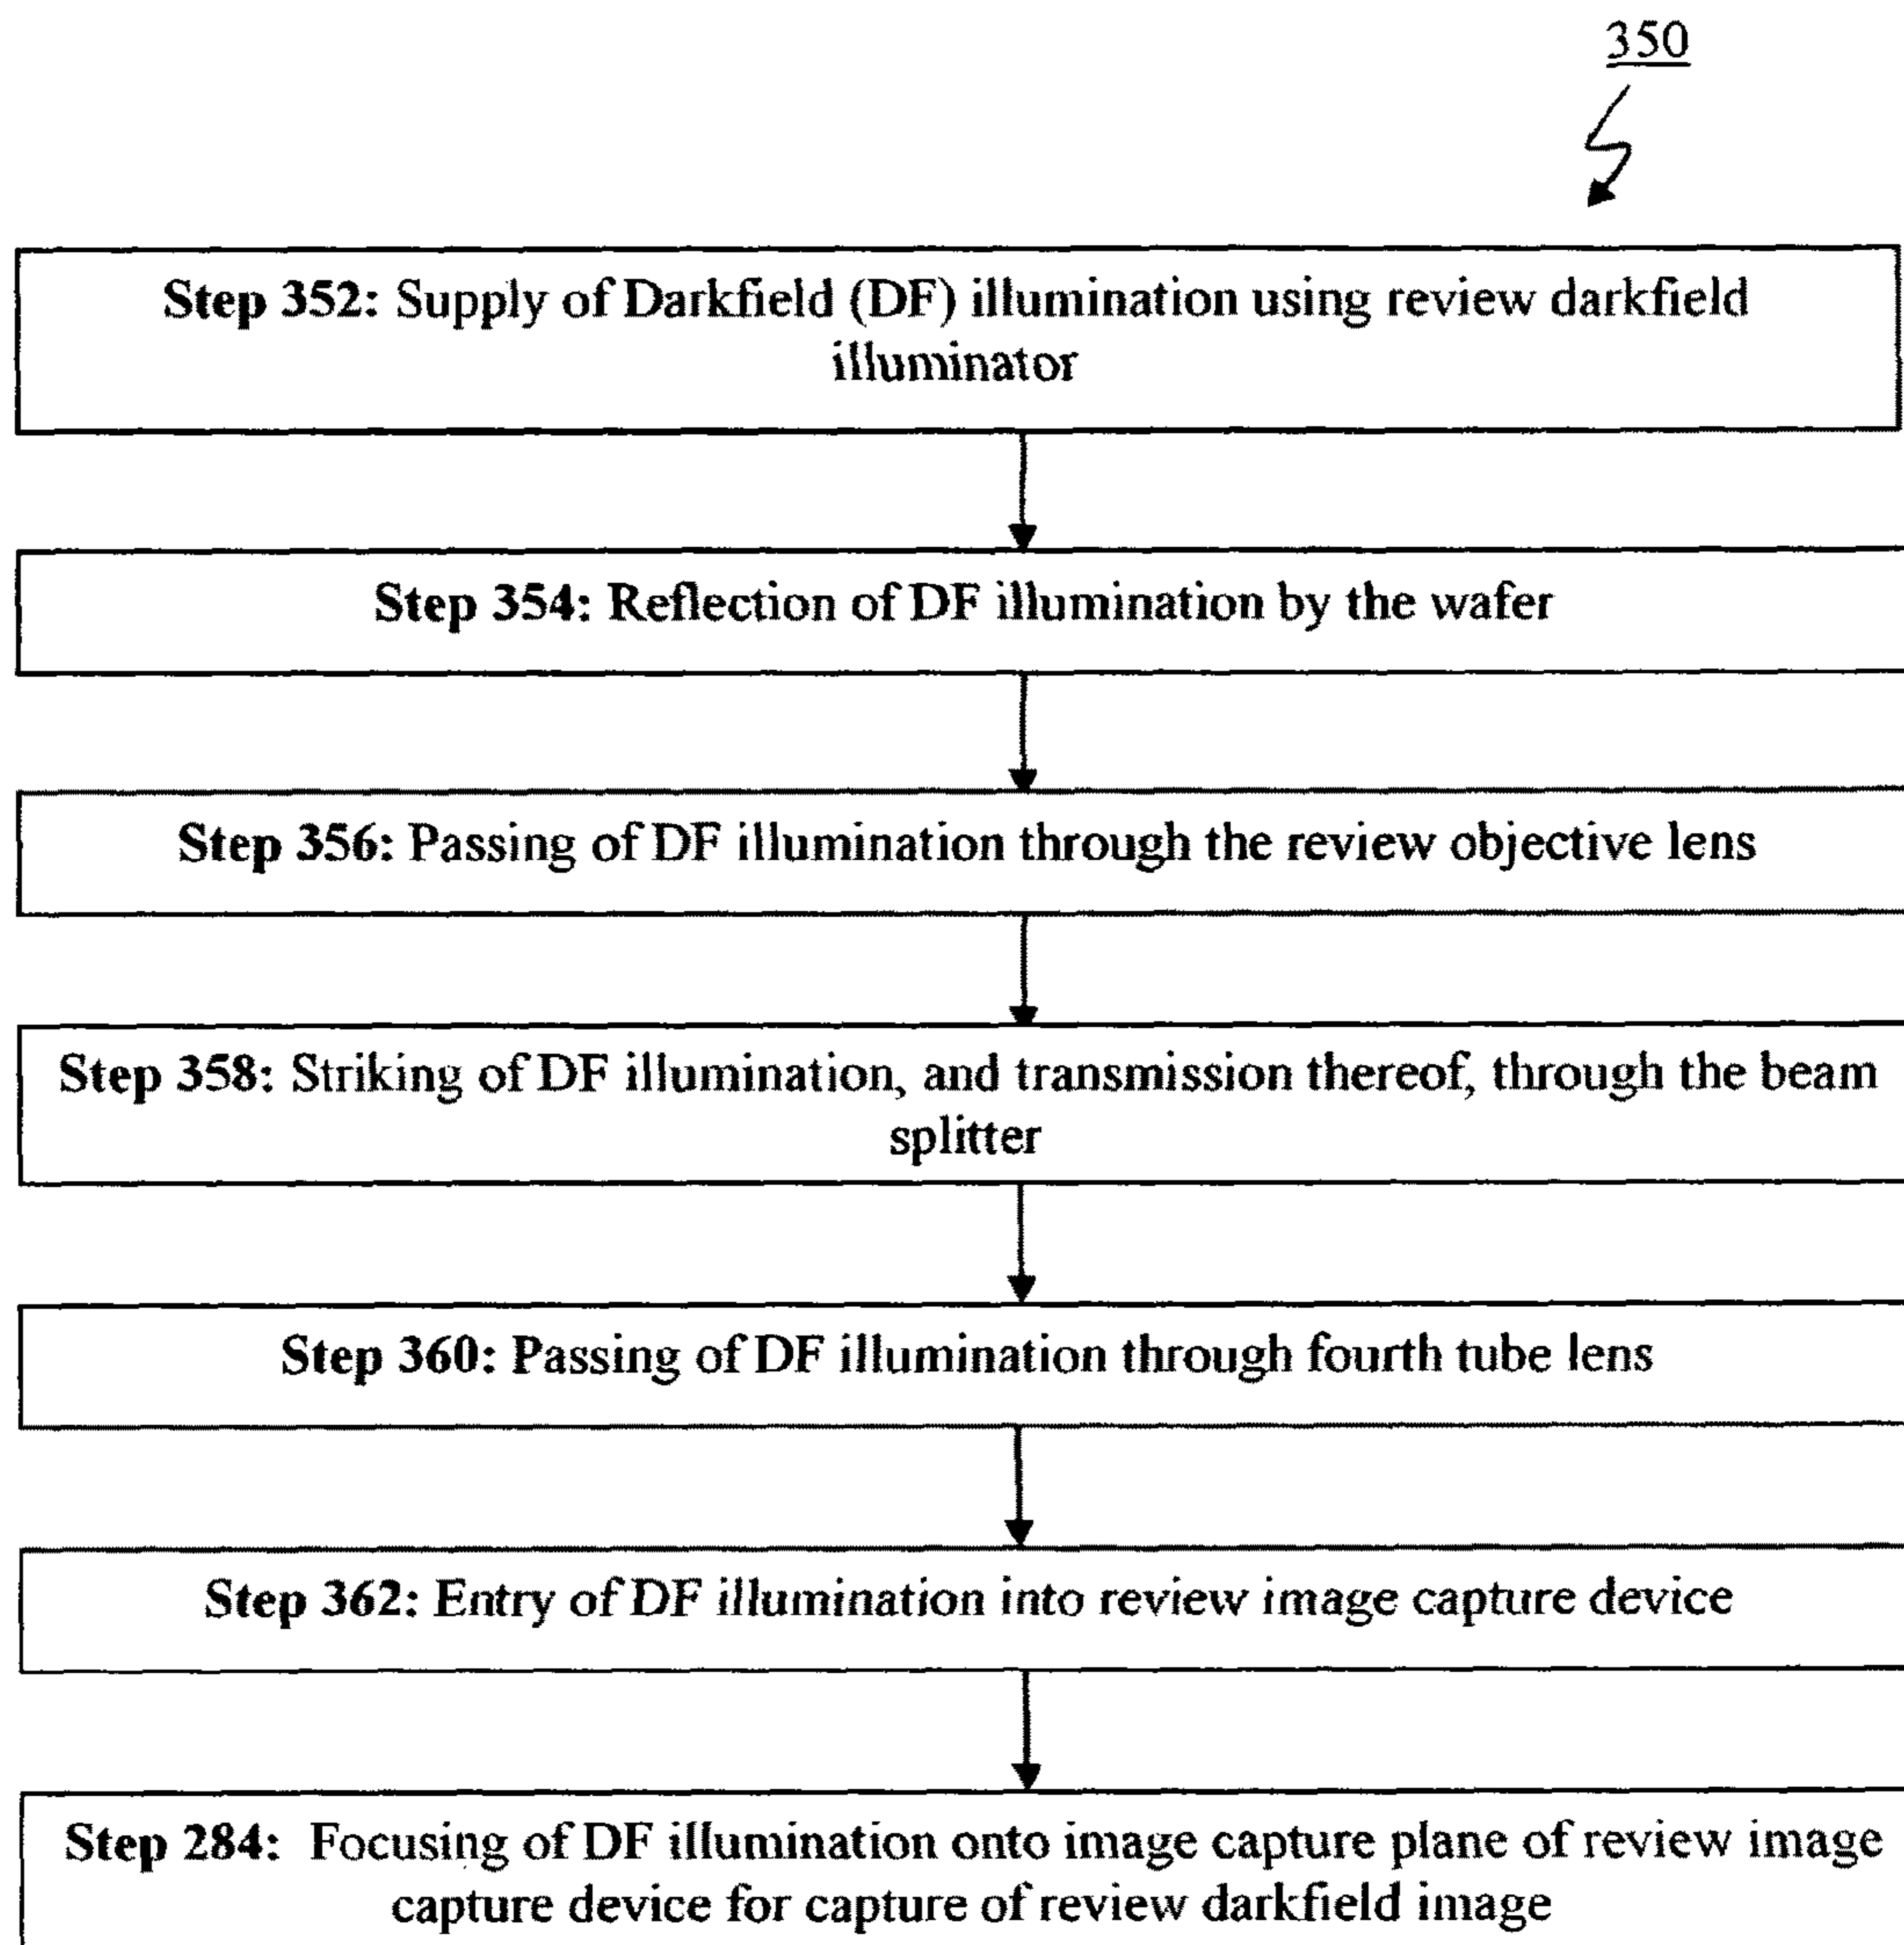 350
Step 352: Supply of Darkfield (DF) illumination using review darkfield
illuminator
Step 354: Reflection of DF illumination by the wafer
Step 356: Passing of DF illumination through the review objective lens
Step 358: Striking of DF illumination, and transmission thereof, through the beam
splitter
Step 360: Passing of DF illumination through fourth tube lens
Step 362: Entry of DF illumination into review image capture device
Step 284: Focusing of DF illumination onto image capture plane of review image
capture device for capture of review darkfield image